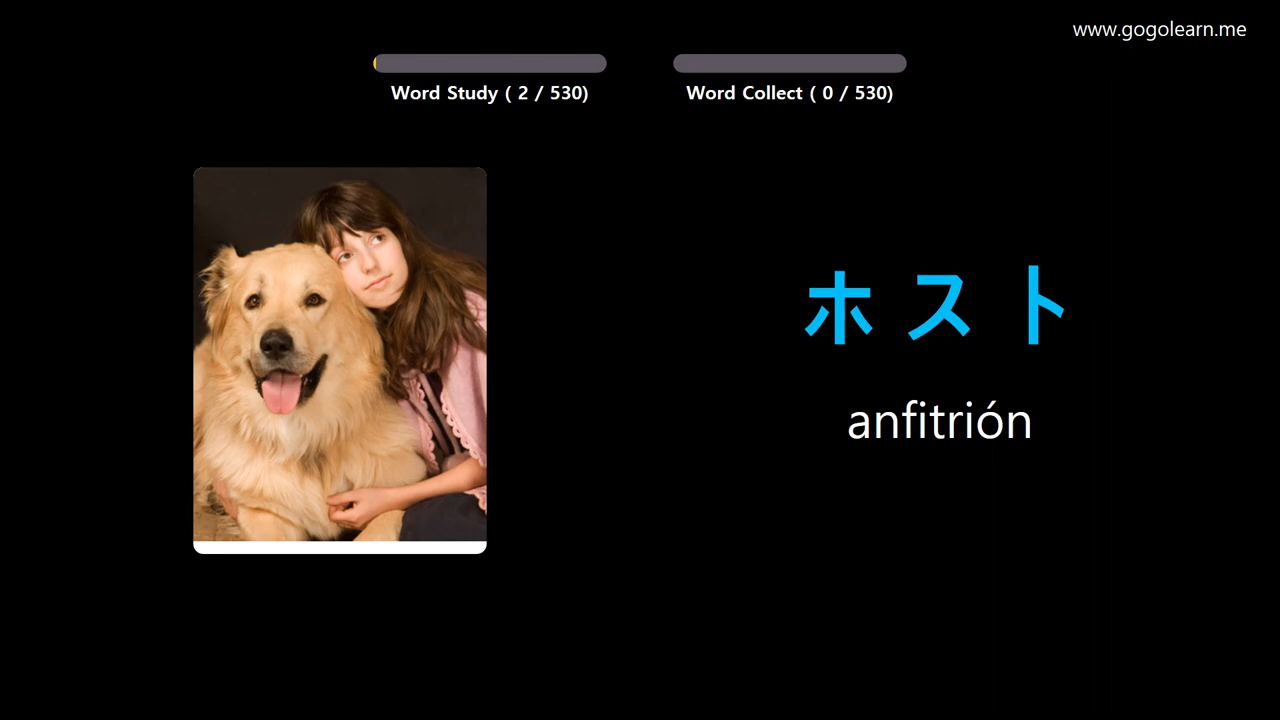 www.gogolearn.me
Word Study ( 2 / 530)
Word Collect ( 0 / 530)
ホスト
anfitrión